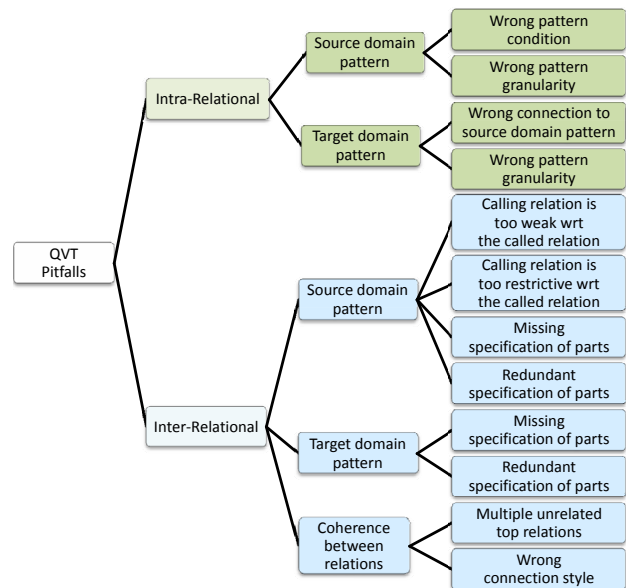 QVT
Pitfalls
Intra-Relational
Source domain
pattern
Wrong pattern
condition
Wrong pattern
granularity
Target domain
pattern
Wrong connection to
source domain pattern
Wrong pattern
granularity
Inter-Relational
Source domain
pattern
Calling relation is
too weak wrt
the called relation
Calling relation is
too restrictive wrt
the called relation
Missing
specification of parts
Redundant
specification of parts
Target domain
pattern
Missing
specification of parts
Redundant
specification of parts
Coherence
between
relations
Multiple unrelated
top relations
Wrong
connection style